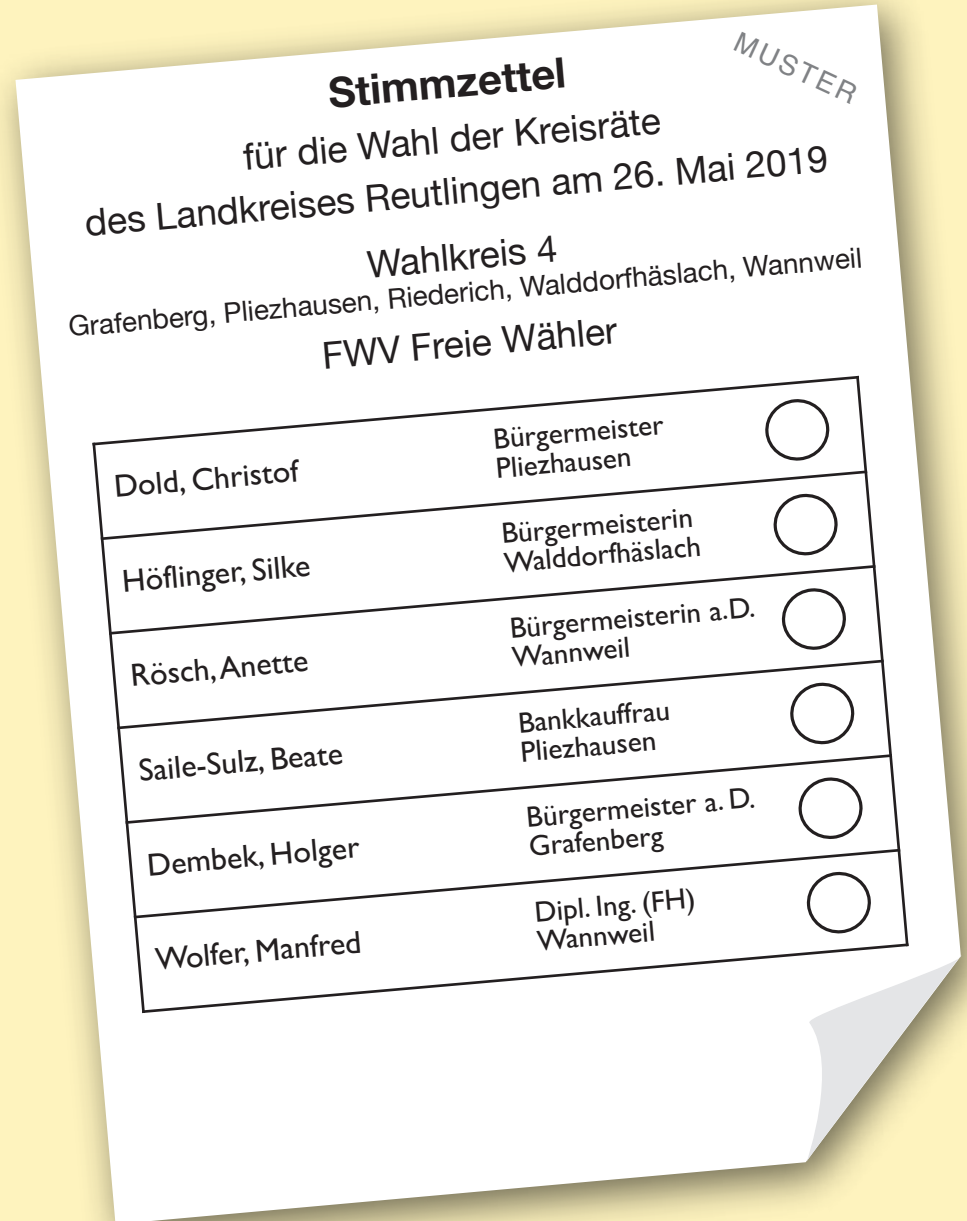 MUSTER
Stimmzettel
für die Wahl der Kreisräte
des Landkreises Reutlingen am 26. Mai 2019
Wahlkreis 4
Grafenberg, Pliezhausen, Riederich, Walddorfhäslach, Wannweil
FWV Freie Wähler
Dold, Christof
Bürgermeister
Pliezhausen
Höflinger, Silke
Bürgermeisterin
Walddorfhäslach
Rösch, Anette
Bürgermeisterin a.D.
Wannweil
Saile-Sulz, Beate
Bankkauffrau
Pliezhausen
Dembek, Holger
Bürgermeister a. D.
Grafenberg
Wolfer, Manfred
Dipl. Ing. (FH)
Wannweil